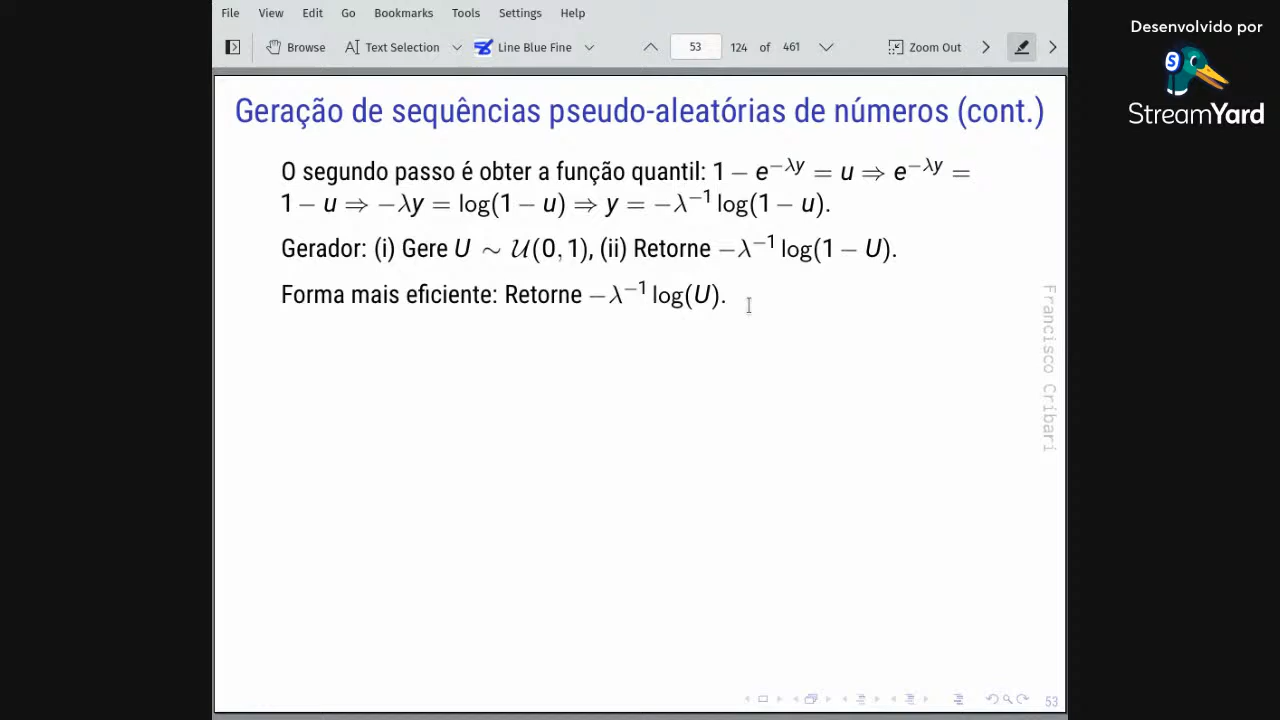 File View Edit Go Bookmarks Tools Settings Help
Desenvolvido por
Browse Text Selection Line Blue Fine 53 124 of 461 Zoom Out
StreamYard
Geração de sequências pseudo-aleatórias de números (cont.)
O segundo passo é obter a função quantil: 1 − e^{−λy} = u ⇒ e^{−λy} =
1 − u ⇒ −λy = log(1 − u) ⇒ y = −λ^{−1} log(1 − u).
Gerador: (i) Gere U ∼ 𝒰(0, 1), (ii) Retorne −λ^{−1} log(1 − U).
Forma mais eficiente: Retorne −λ^{−1} log(U).
Francisco Cribari
53